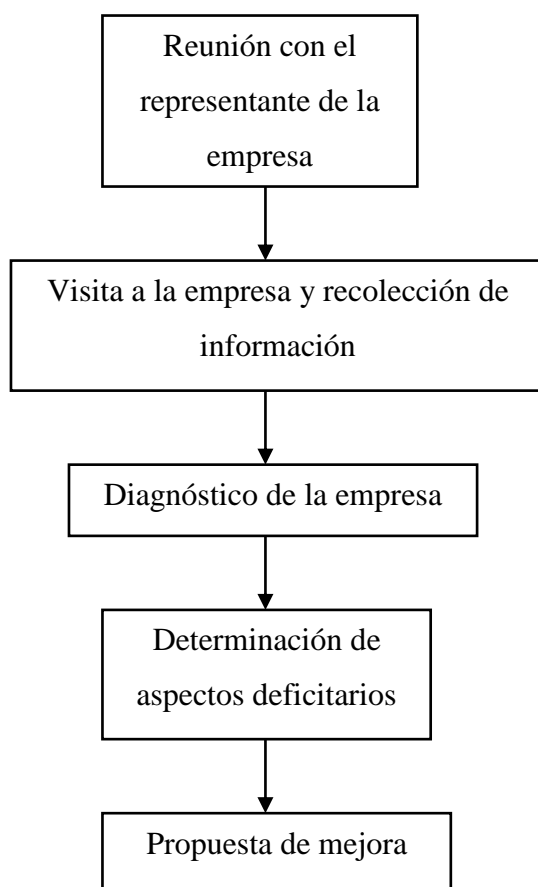 Reunión con el
representante de la
empresa
Visita a la empresa y recolección de
información
Diagnóstico de la empresa
Determinación de
aspectos deficitarios
Propuesta de mejora